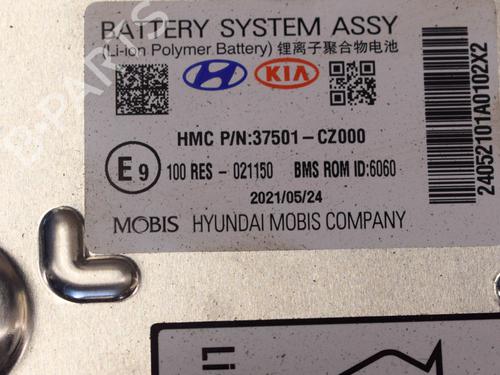 BATTERY SYSTEM ASSY
(Li-ion Polymer Battery) 锂离子聚合物电池
HYUNDAI KIA
HMC P/N:37501-CZ000
E9 100 RES - 021150 BMS ROM ID:6060
2021/05/24
MOBIS HYUNDAI MOBIS COMPANY
24052101A0102X2
B-PARTS
Li